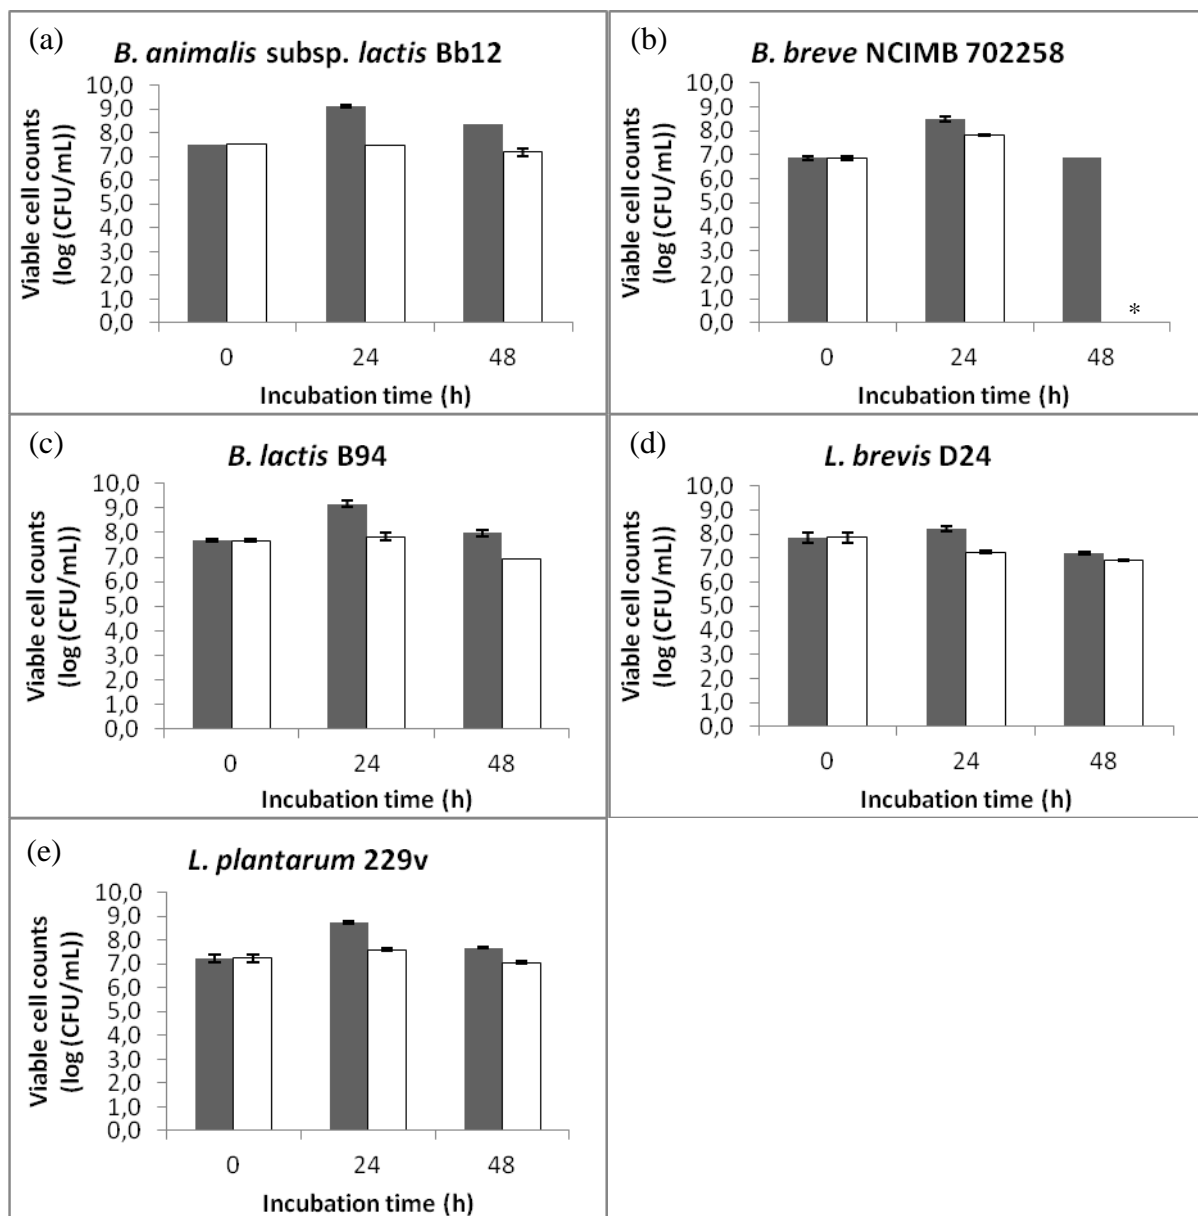 (a)
B. animalis subsp. lactis Bb12
Viable cell counts
(log (CFU/mL))
10,0
9,0
8,0
7,0
6,0
5,0
4,0
3,0
2,0
1,0
0,0
0 24 48
Incubation time (h)
(b)
B. breve NCIMB 702258
Viable cell counts
(log (CFU/mL))
10,0
9,0
8,0
7,0
6,0
5,0
4,0
3,0
2,0
1,0
0,0
*
0 24 48
Incubation time (h)
(c)
B. lactis B94
Viable cell counts
(log (CFU/mL))
10,0
9,0
8,0
7,0
6,0
5,0
4,0
3,0
2,0
1,0
0,0
0 24 48
Incubation time (h)
(d)
L. brevis D24
Viable cell counts
(log (CFU/mL))
10,0
9,0
8,0
7,0
6,0
5,0
4,0
3,0
2,0
1,0
0,0
0 24 48
Incubation time (h)
(e)
L. plantarum 229v
Viable cell counts
(log (CFU/mL))
10,0
9,0
8,0
7,0
6,0
5,0
4,0
3,0
2,0
1,0
0,0
0 24 48
Incubation time (h)